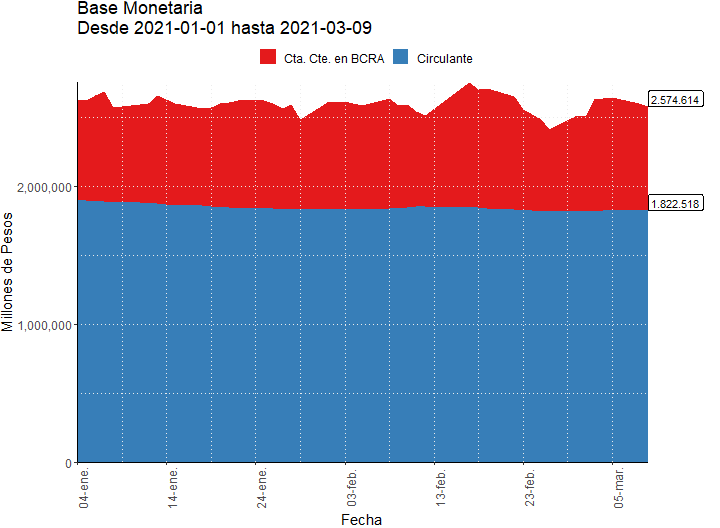 Base Monetaria
Desde 2021-01-01 hasta 2021-03-09
Cta. Cte. en BCRA Circulante
2.574.614
2,000,000
1.822.518
1,000,000
0
Millones de Pesos
04-ene. 14-ene. 24-ene. 03-feb. 13-feb. 23-feb. 05-mar.
Fecha